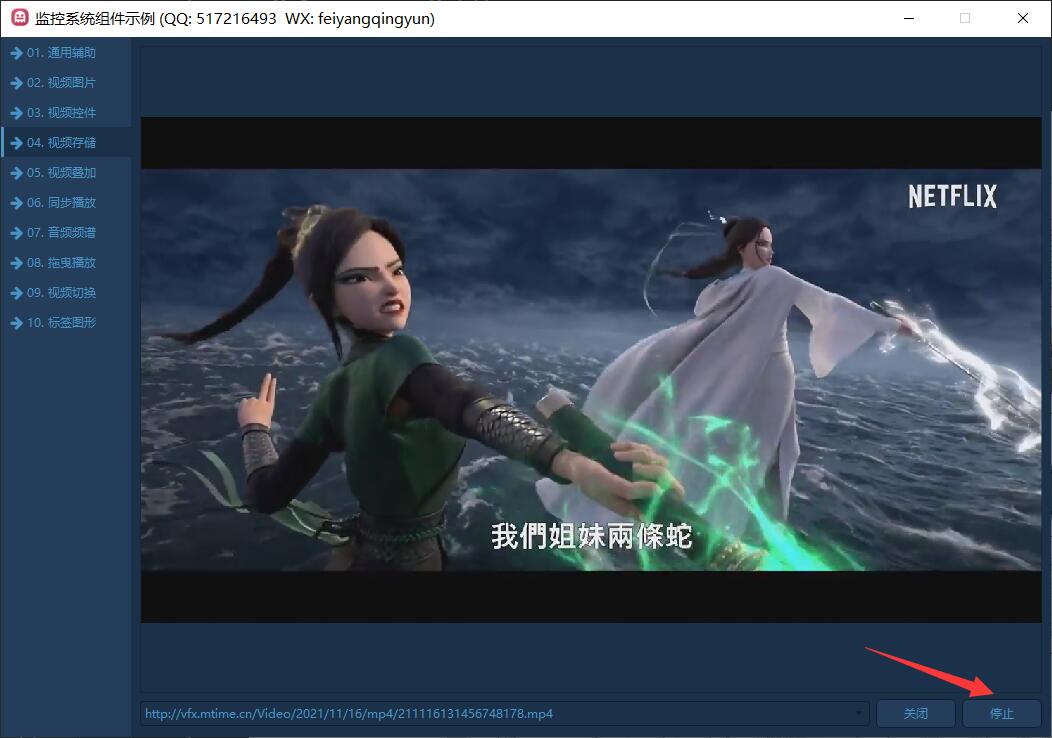 监控系统组件示例 (QQ: 517216493  WX: feiyangqingyun)
01. 通用辅助
02. 视频图片
03. 视频控件
04. 视频存储
05. 视频叠加
06. 同步播放
07. 音频频谱
08. 拖曳播放
09. 视频切换
10. 标签图形
NETFLIX
我們姐妹兩條蛇
http://vfx.mtime.cn/Video/2021/11/16/mp4/211116131456748178.mp4
关闭
停止